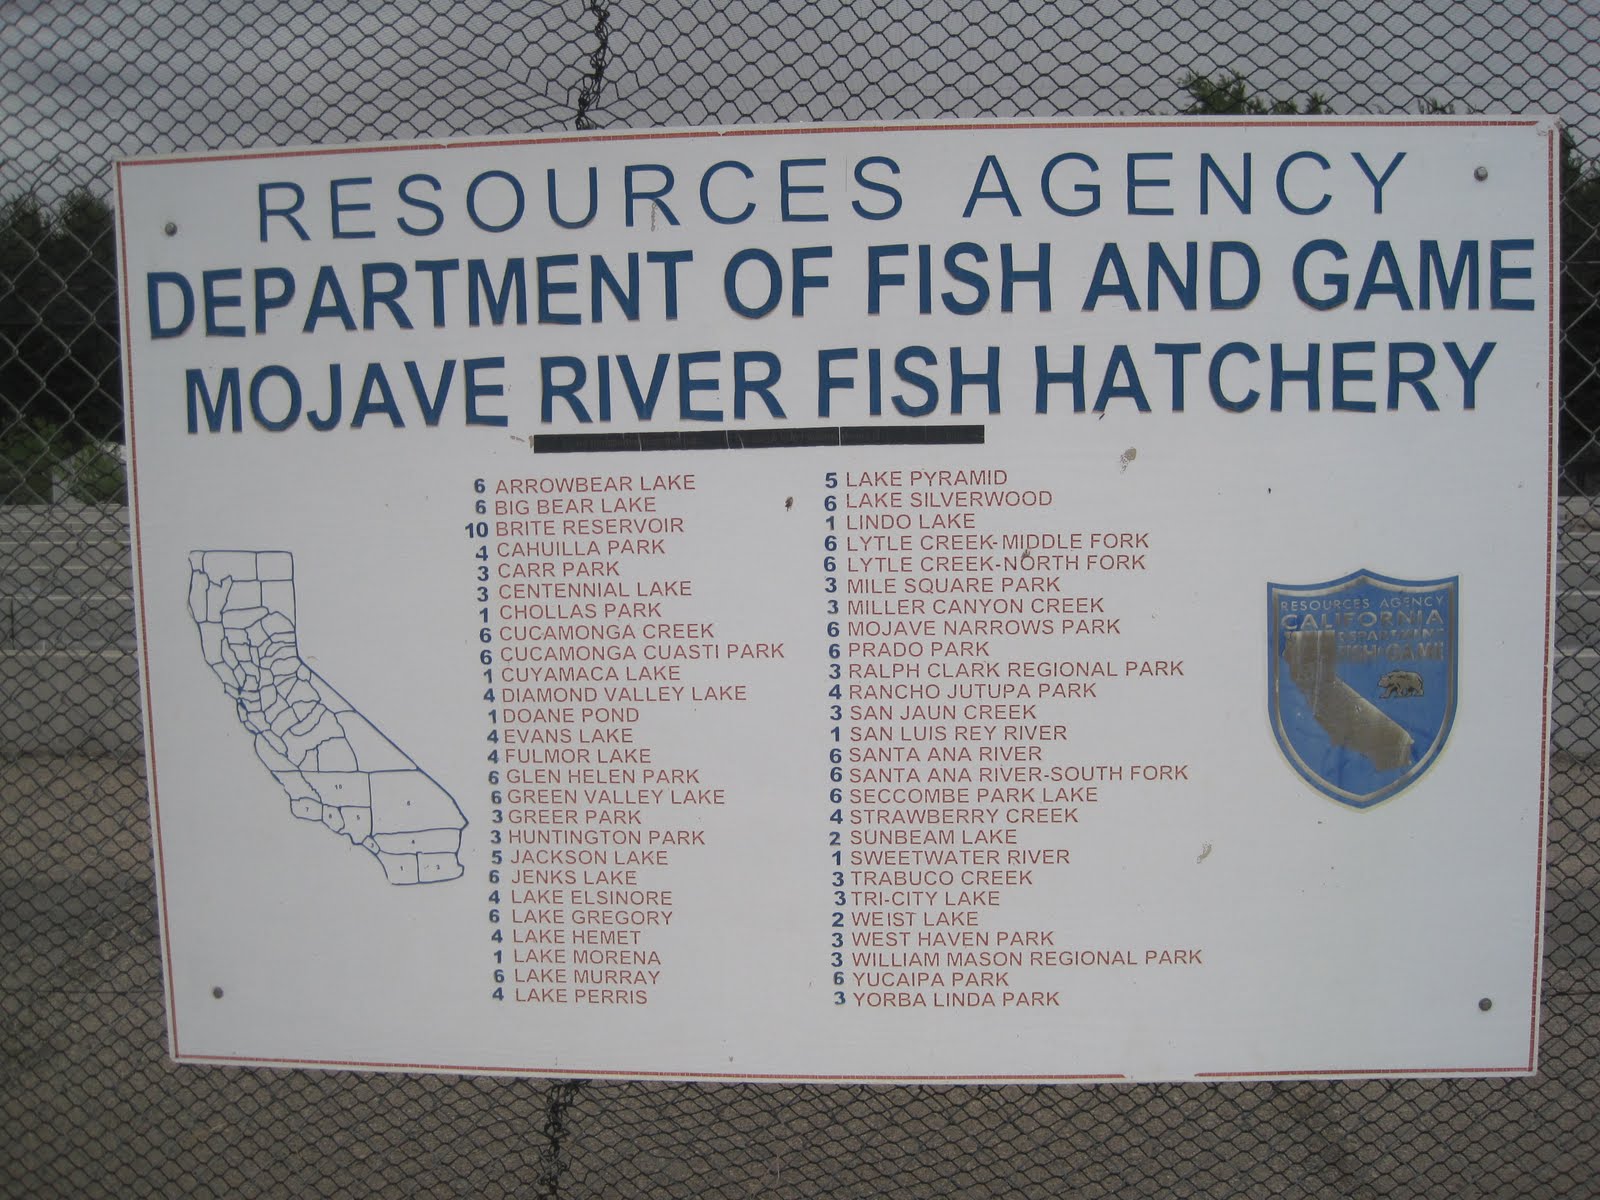 RESOURCES AGENCY
DEPARTMENT OF FISH AND GAME
MOJAVE RIVER FISH HATCHERY
6 ARROWBEAR LAKE
6 BIG BEAR LAKE
10 BRITE RESERVOIR
4 CAHUILLA PARK
3 CARR PARK
3 CENTENNIAL LAKE
1 CHOLLAS PARK
6 CUCAMONGA CREEK
6 CUCAMONGA CUASTI PARK
1 CUYAMACA LAKE
4 DIAMOND VALLEY LAKE
1 DOANE POND
4 EVANS LAKE
4 FULMOR LAKE
6 GLEN HELEN PARK
6 GREEN VALLEY LAKE
3 GREER PARK
3 HUNTINGTON PARK
5 JACKSON LAKE
6 JENKS LAKE
4 LAKE ELSINORE
6 LAKE GREGORY
4 LAKE HEMET
1 LAKE MORENA
6 LAKE MURRAY
4 LAKE PERRIS
5 LAKE PYRAMID
6 LAKE SILVERWOOD
1 LINDO LAKE
6 LYTLE CREEK-MIDDLE FORK
6 LYTLE CREEK-NORTH FORK
3 MILE SQUARE PARK
3 MILLER CANYON CREEK
6 MOJAVE NARROWS PARK
6 PRADO PARK
3 RALPH CLARK REGIONAL PARK
4 RANCHO JUTUPA PARK
3 SAN JAUN CREEK
1 SAN LUIS REY RIVER
6 SANTA ANA RIVER
6 SANTA ANA RIVER-SOUTH FORK
6 SECCOMBE PARK LAKE
4 STRAWBERRY CREEK
2 SUNBEAM LAKE
1 SWEETWATER RIVER
3 TRABUCO CREEK
3 TRI-CITY LAKE
2 WEIST LAKE
3 WEST HAVEN PARK
3 WILLIAM MASON REGIONAL PARK
6 YUCAIPA PARK
3 YORBA LINDA PARK
RESOURCES AGENCY
CALIFORNIA
DEPARTMENT
FISH GAME